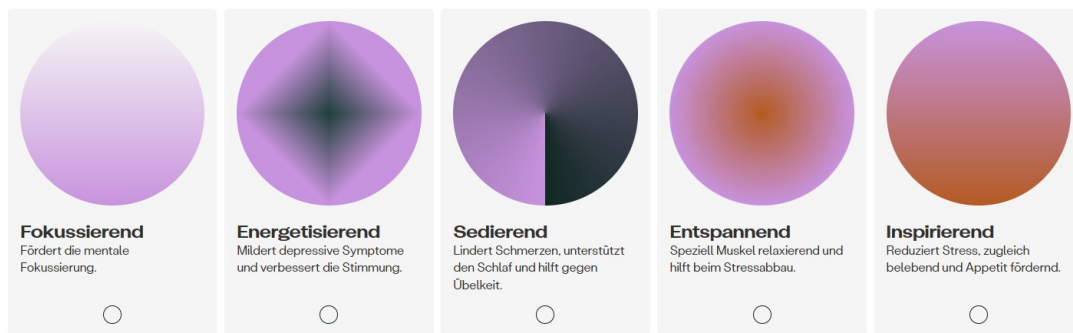 Fokussierend
Fördert die mentale
Fokussierung.
Energetisierend
Mildert depressive Symptome
und verbessert die Stimmung.
Sedierend
Lindert Schmerzen, unterstützt
den Schlaf und hilft gegen
Übelkeit.
Entspannend
Speziell Muskel relaxierend und
hilft beim Stressabbau.
Inspirierend
Reduziert Stress, zugleich
belebend und Appetit fördernd.